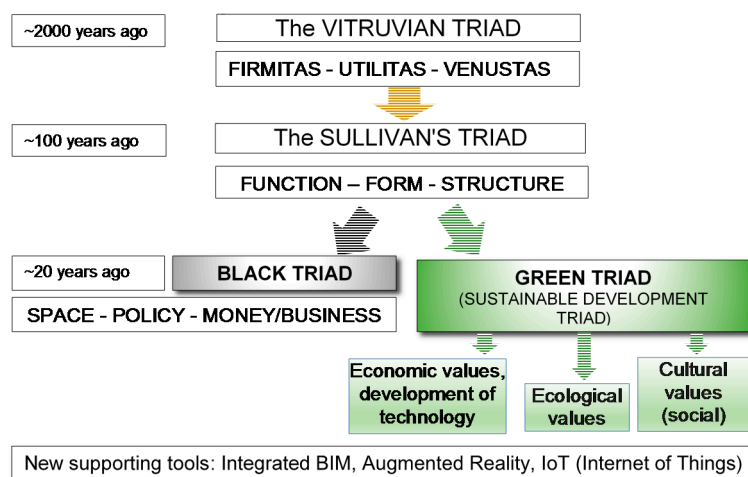 ~2000 years ago
The VITRUVIAN TRIAD
FIRMITAS - UTILITAS - VENUSTAS
~100 years ago
The SULLIVAN'S TRIAD
FUNCTION – FORM - STRUCTURE
~20 years ago
BLACK TRIAD
SPACE - POLICY - MONEY/BUSINESS
GREEN TRIAD
(SUSTAINABLE DEVELOPMENT
TRIAD)
Economic values,
development of
technology
Ecological
values
Cultural
values
(social)
New supporting tools: Integrated BIM, Augmented Reality, IoT (Internet of Things)